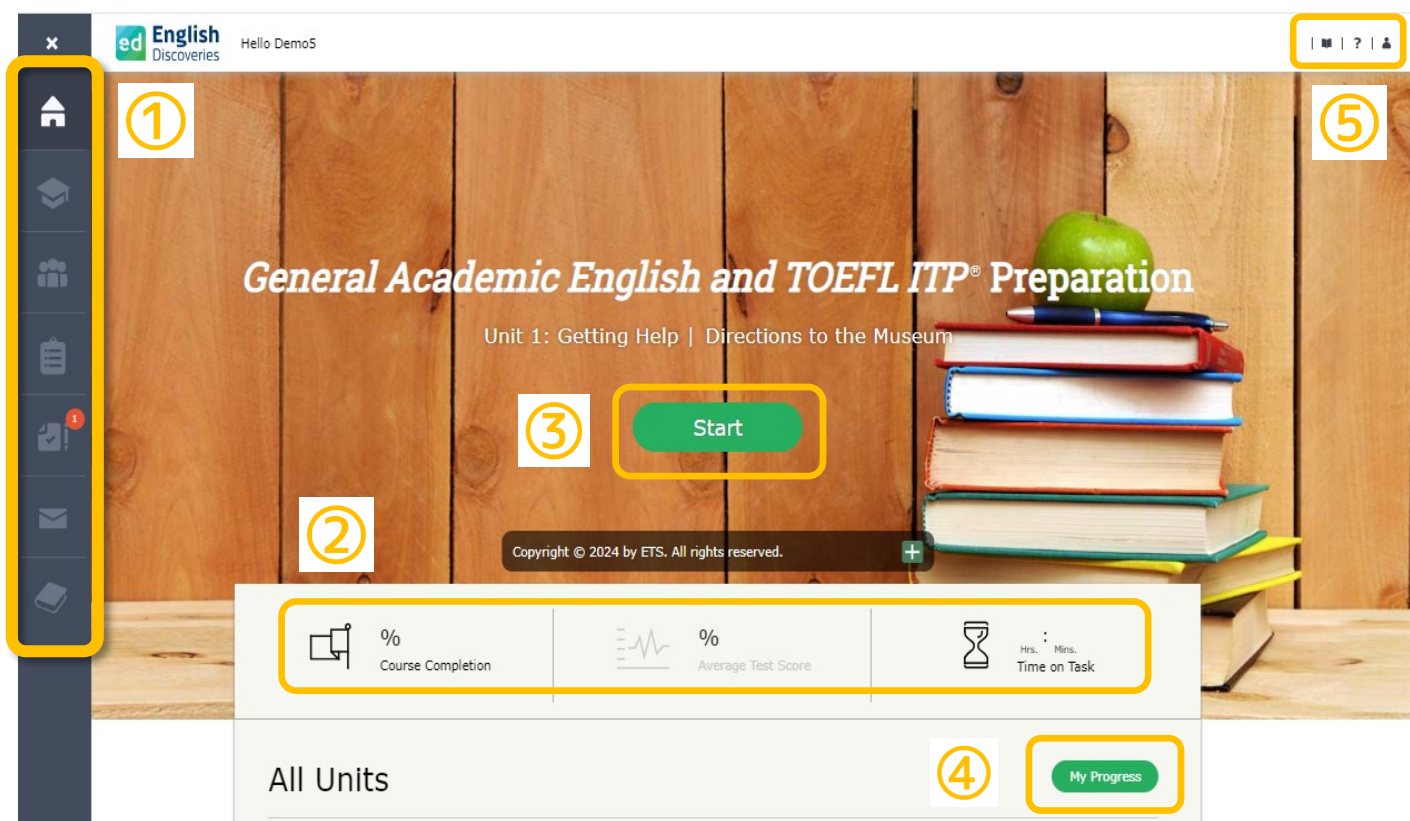 ed English
Discoveries
Hello Demo5
| | ? |
①
⑤
General Academic English and TOEFL ITP® Preparation
Unit 1: Getting Help | Directions to the Museum
③
Start
1
②
Copyright © 2024 by ETS. All rights reserved.
+
%
Course Completion
%
Average Test Score
:
Hrs. Mins.
Time on Task
All Units
④
My Progress